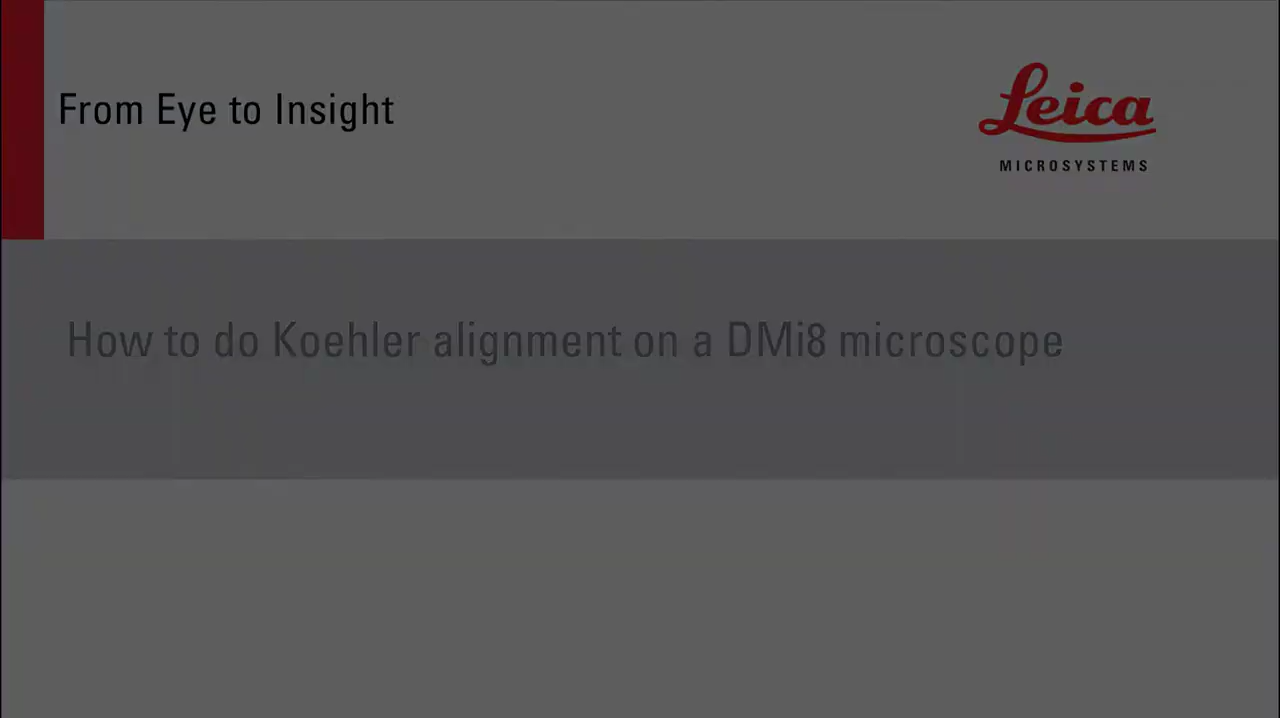 From Eye to Insight
Leica
MICROSYSTEMS
How to do Koehler alignment on a DMi8 microscope